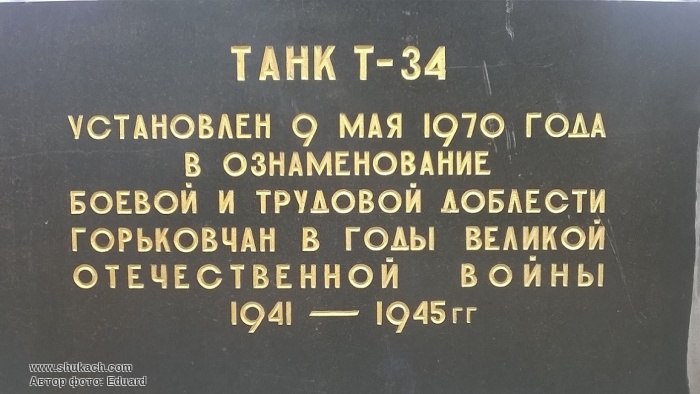 ТАНК Т-34
УСТАНОВЛЕН 9 МАЯ 1970 ГОДА
В ОЗНАМЕНОВАНИЕ
БОЕВОЙ И ТРУДОВОЙ ДОБЛЕСТИ
ГОРЬКОВЧАН В ГОДЫ ВЕЛИКОЙ
ОТЕЧЕСТВЕННОЙ ВОЙНЫ
1941 — 1945 ГГ
www.shukach.com
Автор фото: Eduard